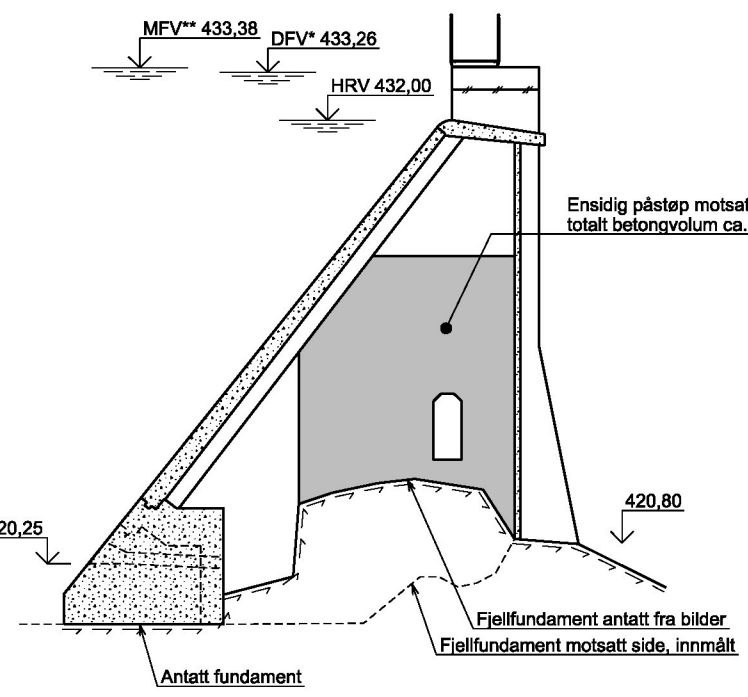 MFV** 433,38
DFV* 433,26
HRV 432,00
Ensidig påstøp motsat
totalt betongvolum ca.
20,25
420,80
Fjellfundament antatt fra bilder
Fjellfundament motsatt side, innmålt
Antatt fundament